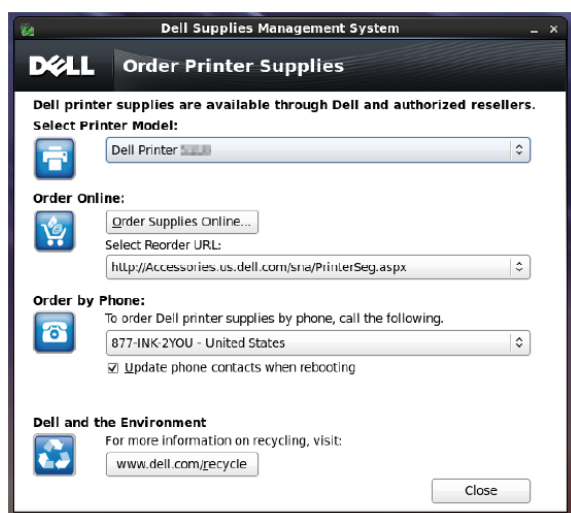 Dell Supplies Management System
DELL Order Printer Supplies
Dell printer supplies are available through Dell and authorized resellers.
Select Printer Model:
Dell Printer
Order Online:
Order Supplies Online...
Select Reorder URL:
http://Accessories.us.dell.com/sna/PrinterSeg.aspx
Order by Phone:
To order Dell printer supplies by phone, call the following.
877-INK-2YOU - United States
Update phone contacts when rebooting
Dell and the Environment
For more information on recycling, visit:
www.dell.com/recycle
Close